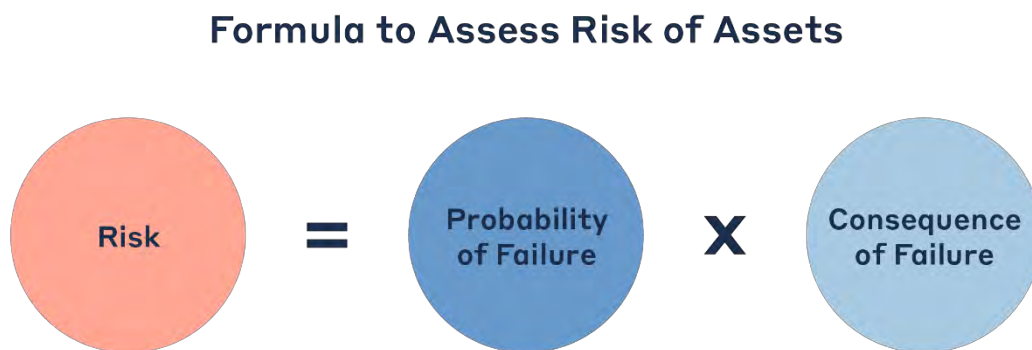 Formula to Assess Risk of Assets
Risk
=
Probability
of Failure
x
Consequence
of Failure